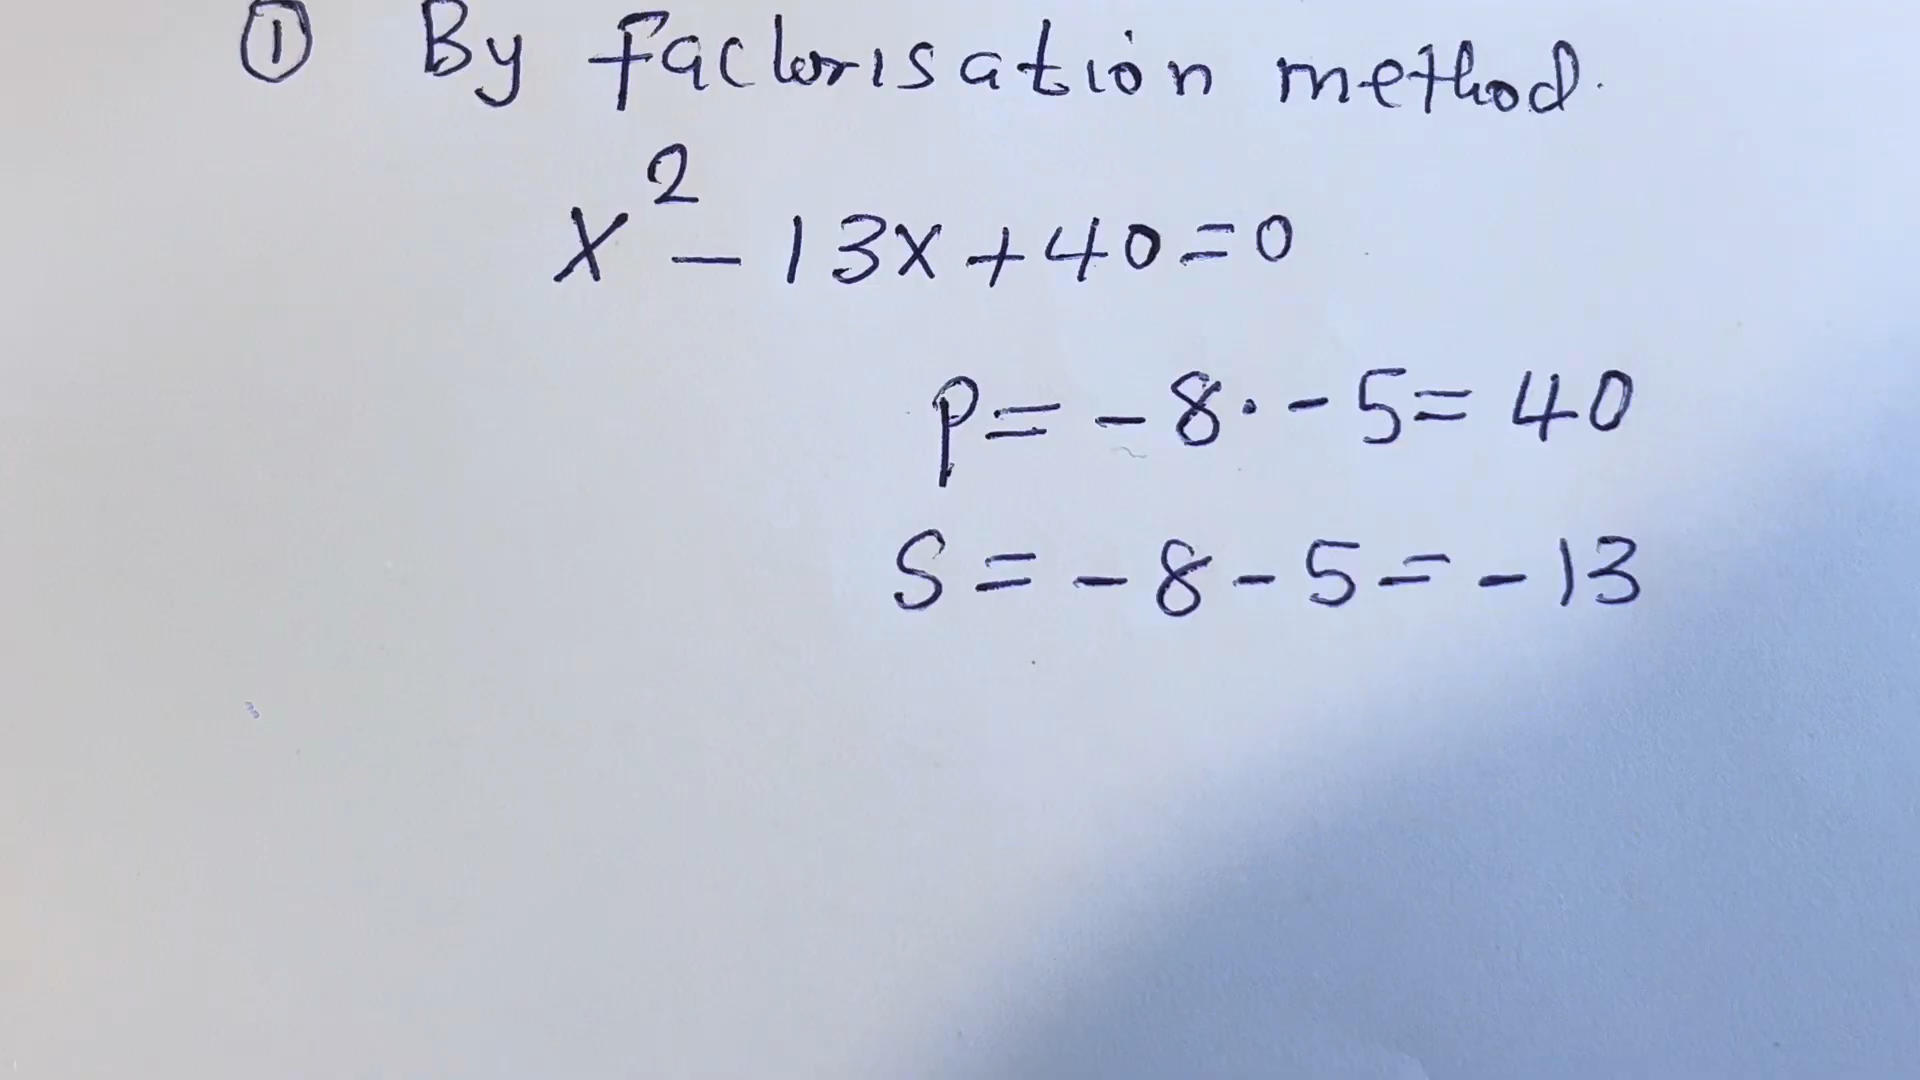 ① By factorisation method.
x² - 13x + 40 = 0
P = - 8 · - 5 = 40
S = - 8 - 5 = - 13